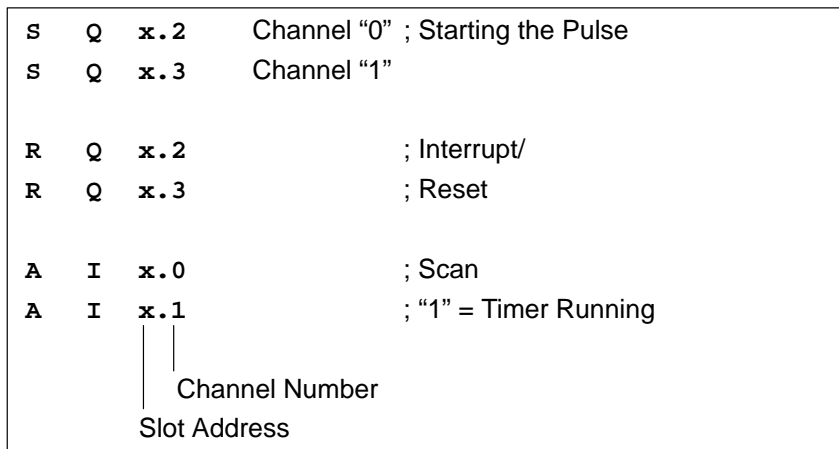 S Q x.2 Channel “0” ; Starting the Pulse
S Q x.3 Channel “1”
R Q x.2 ; Interrupt/
R Q x.3 ; Reset
A I x.0 ; Scan
A I x.1 ; “1” = Timer Running
Channel Number
Slot Address